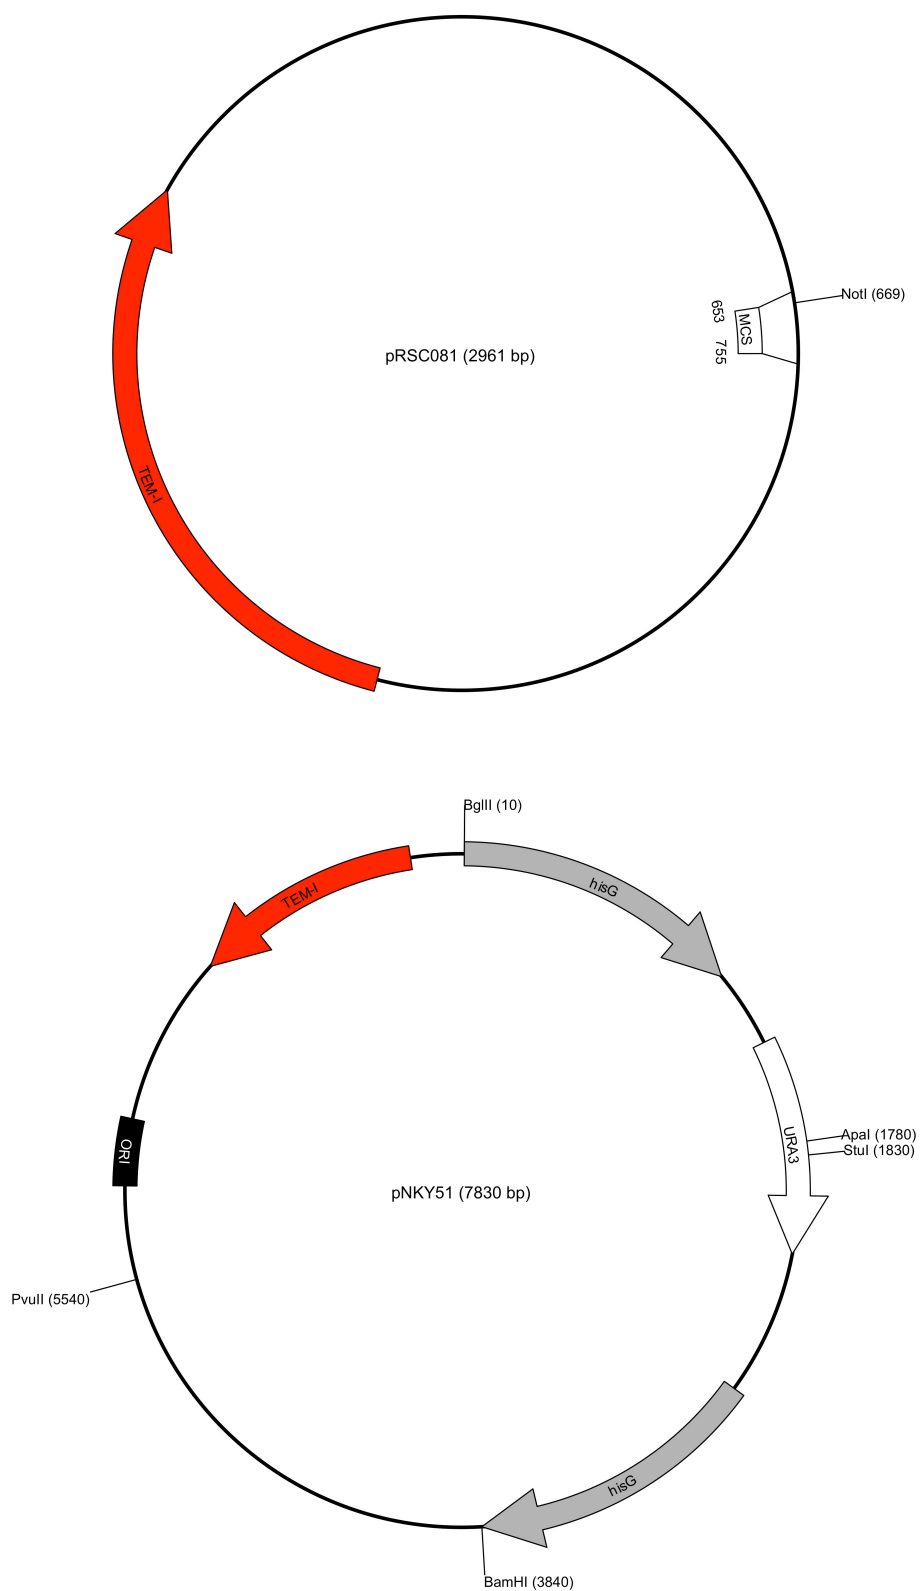 NotI (669)
653
MCS
755
pRSC081 (2961 bp)
TEM-I
BglII (10)
hisG
TEM-I
URA3
ApaI (1780)
StuI (1830)
ORI
pNKY51 (7830 bp)
PvuII (5540)
hisG
BamHI (3840)